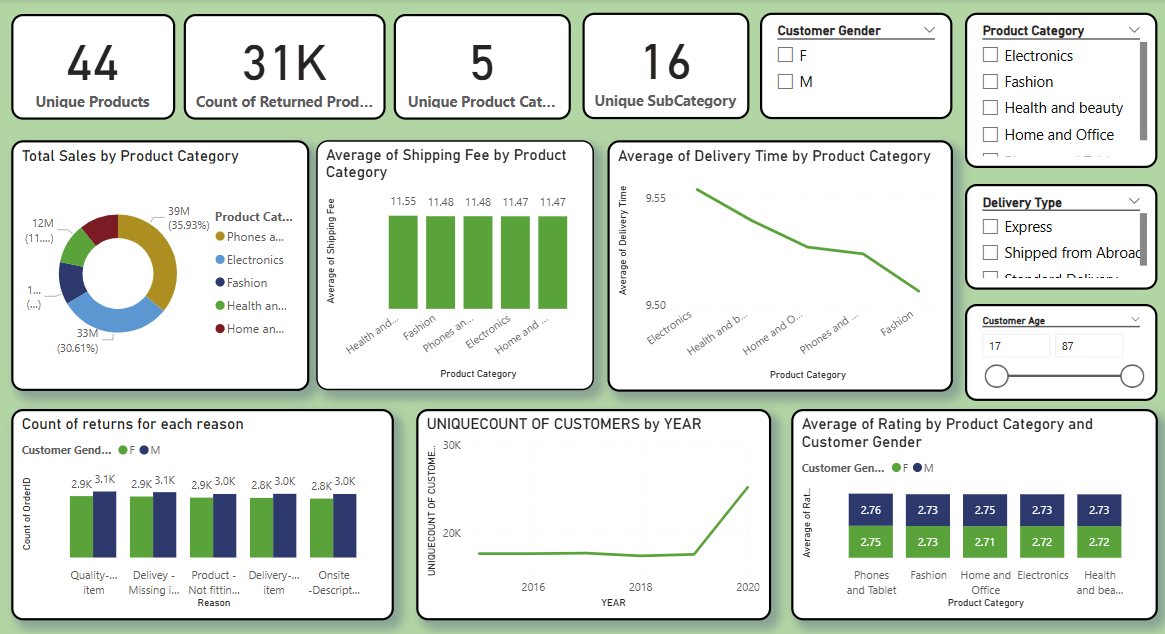 44
Unique Products
31K
Count of Returned Prod...
5
Unique Product Cat...
16
Unique SubCategory
Customer Gender
F
M
Product Category
Electronics
Fashion
Health and beauty
Home and Office
Total Sales by Product Category
39M
(35.93%)
12M
(11....)
1...
(...)
33M
(30.61%)
Product Cat...
Phones a...
Electronics
Fashion
Health an...
Home an...
Average of Shipping Fee by Product
Category
Average of Shipping Fee
11.55 11.48 11.48 11.47 11.47
Health and... Fashion Phones an... Electronics Home and ...
Product Category
Average of Delivery Time by Product Category
Average of Delivery Time
9.55
9.50
Electronics Health and b... Home and O... Phones and ... Fashion
Product Category
Delivery Type
Express
Shipped from Abroad
Standard Delivery
Customer Age
17 87
Count of returns for each reason
Customer Gend... F M
Count of OrderID
2.9K 3.1K 2.9K 3.1K 2.9K 3.0K 2.8K 3.0K 2.8K 3.0K
Quality-... Delivey - Product - Delivery-... Onsite
item Missing i... Not fittin... item -Descript...
Reason
UNIQUECOUNT OF CUSTOMERS by YEAR
UNIQUECOUNT OF CUSTOME...
30K
20K
2016 2018 2020
YEAR
Average of Rating by Product Category and
Customer Gender
Customer Gen... F M
Average of Rat...
2.76 2.73 2.75 2.73 2.73
2.75 2.73 2.71 2.72 2.72
Phones Fashion Home and Electronics Health
and Tablet Office and bea...
Product Category